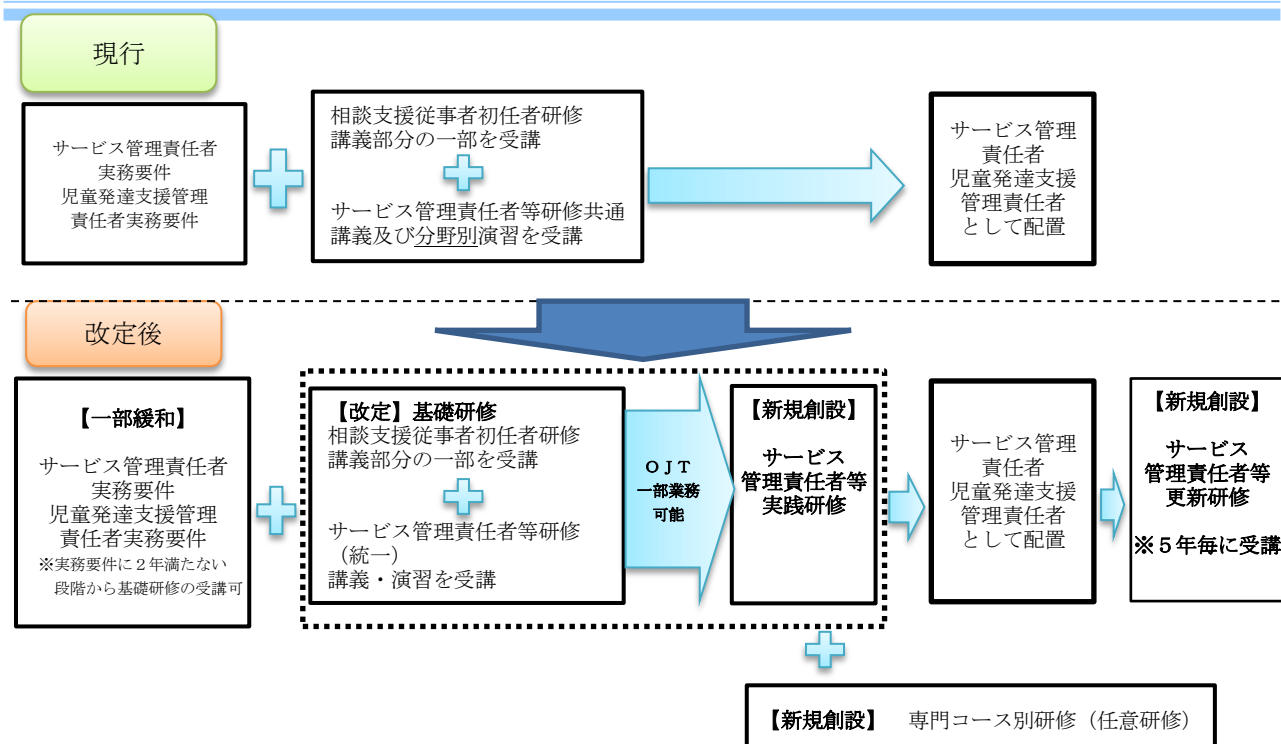 現行
サービス管理責任者
実務要件
児童発達支援管理
責任者実務要件
相談支援従事者初任者研修
講義部分の一部を受講
サービス管理責任者等研修共通
講義及び分野別演習を受講
サービス管理
責任者
児童発達支援
管理責任者
として配置
改定後
【一部緩和】
サービス管理責任者
実務要件
児童発達支援管理
責任者実務要件
※実務要件に２年満たない
段階から基礎研修の受講可
【改定】基礎研修
相談支援従事者初任者研修
講義部分の一部を受講
サービス管理責任者等研修
（統一）
講義・演習を受講
ＯＪＴ
一部業務
可能
【新規創設】
サービス
管理責任者等
実践研修
サービス管理
責任者
児童発達支援
管理責任者
として配置
【新規創設】
サービス
管理責任者等
更新研修
※５年毎に受講
【新規創設】　専門コース別研修（任意研修）